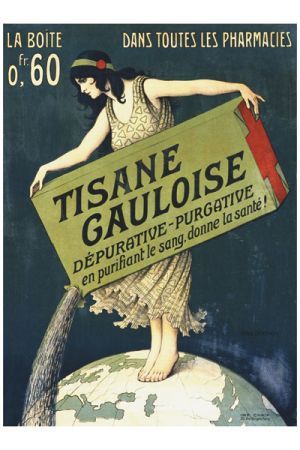 LA BOÎTE
0,fr.60
DANS TOUTES LES PHARMACIES
TISANE
GAULOISE
DÉPURATIVE-PURGATIVE
en purifiant le sang, donne la santé!